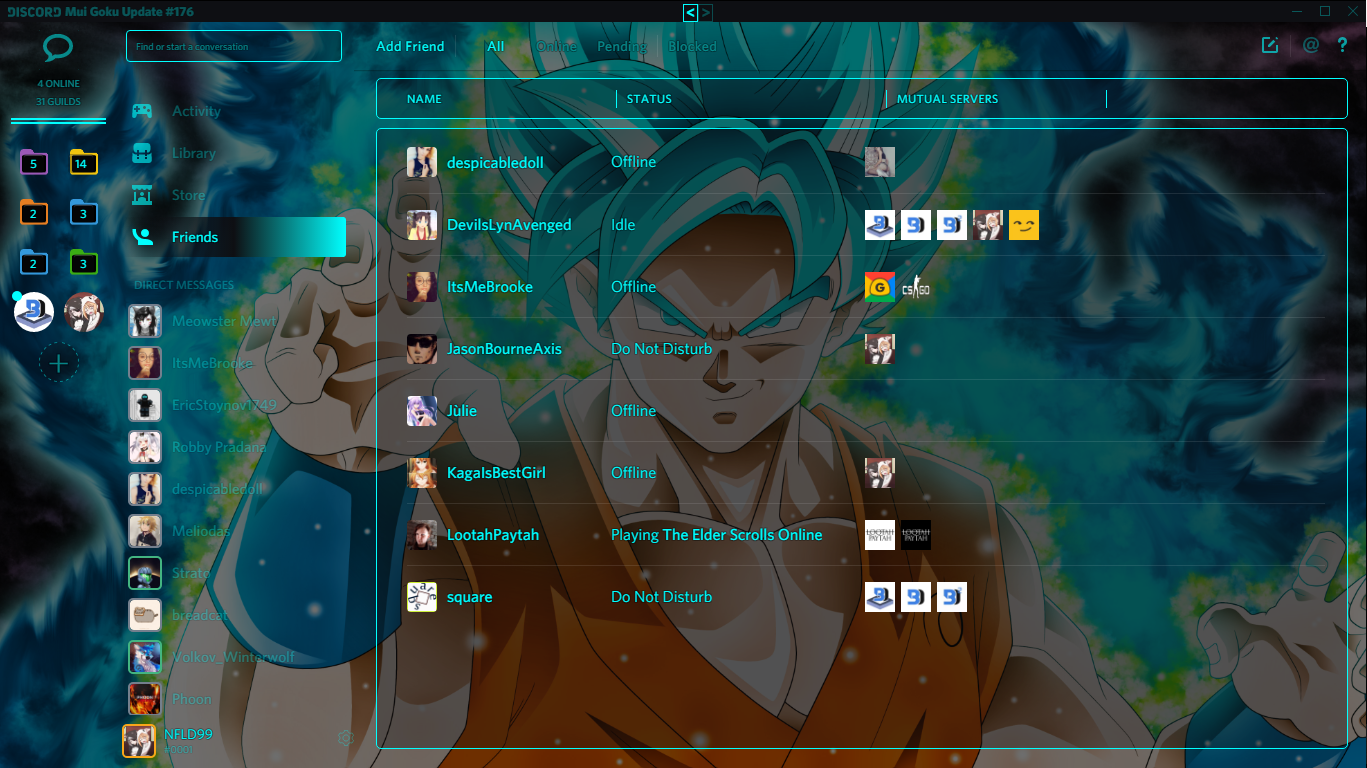 DISCORD Mui Goku Update #176
< >
Find or start a conversation
Add Friend All Online Pending Blocked
@ ?
4 ONLINE
31 GUILDS
5 14
2 3
2 3
Activity
Library
Store
Friends
DIRECT MESSAGES
Meowster Mewt
ItsMeBrooke
EricStoynov1749
Robby Pradana
despicabledoll
Meliodas
Strato
breadcat
Volkov_Winterwolf
Phoon
NFLD99
#0001
NAME STATUS MUTUAL SERVERS
despicabledoll Offline
DevilsLynAvenged Idle
ItsMeBrooke Offline G CS GO
JasonBourneAxis Do Not Disturb
Jùlie Offline
KagaIsBestGirl Offline
LootahPaytah Playing The Elder Scrolls Online LOOTAH PAYTAH LOOTAH PAYTAH
square square Do Not Disturb